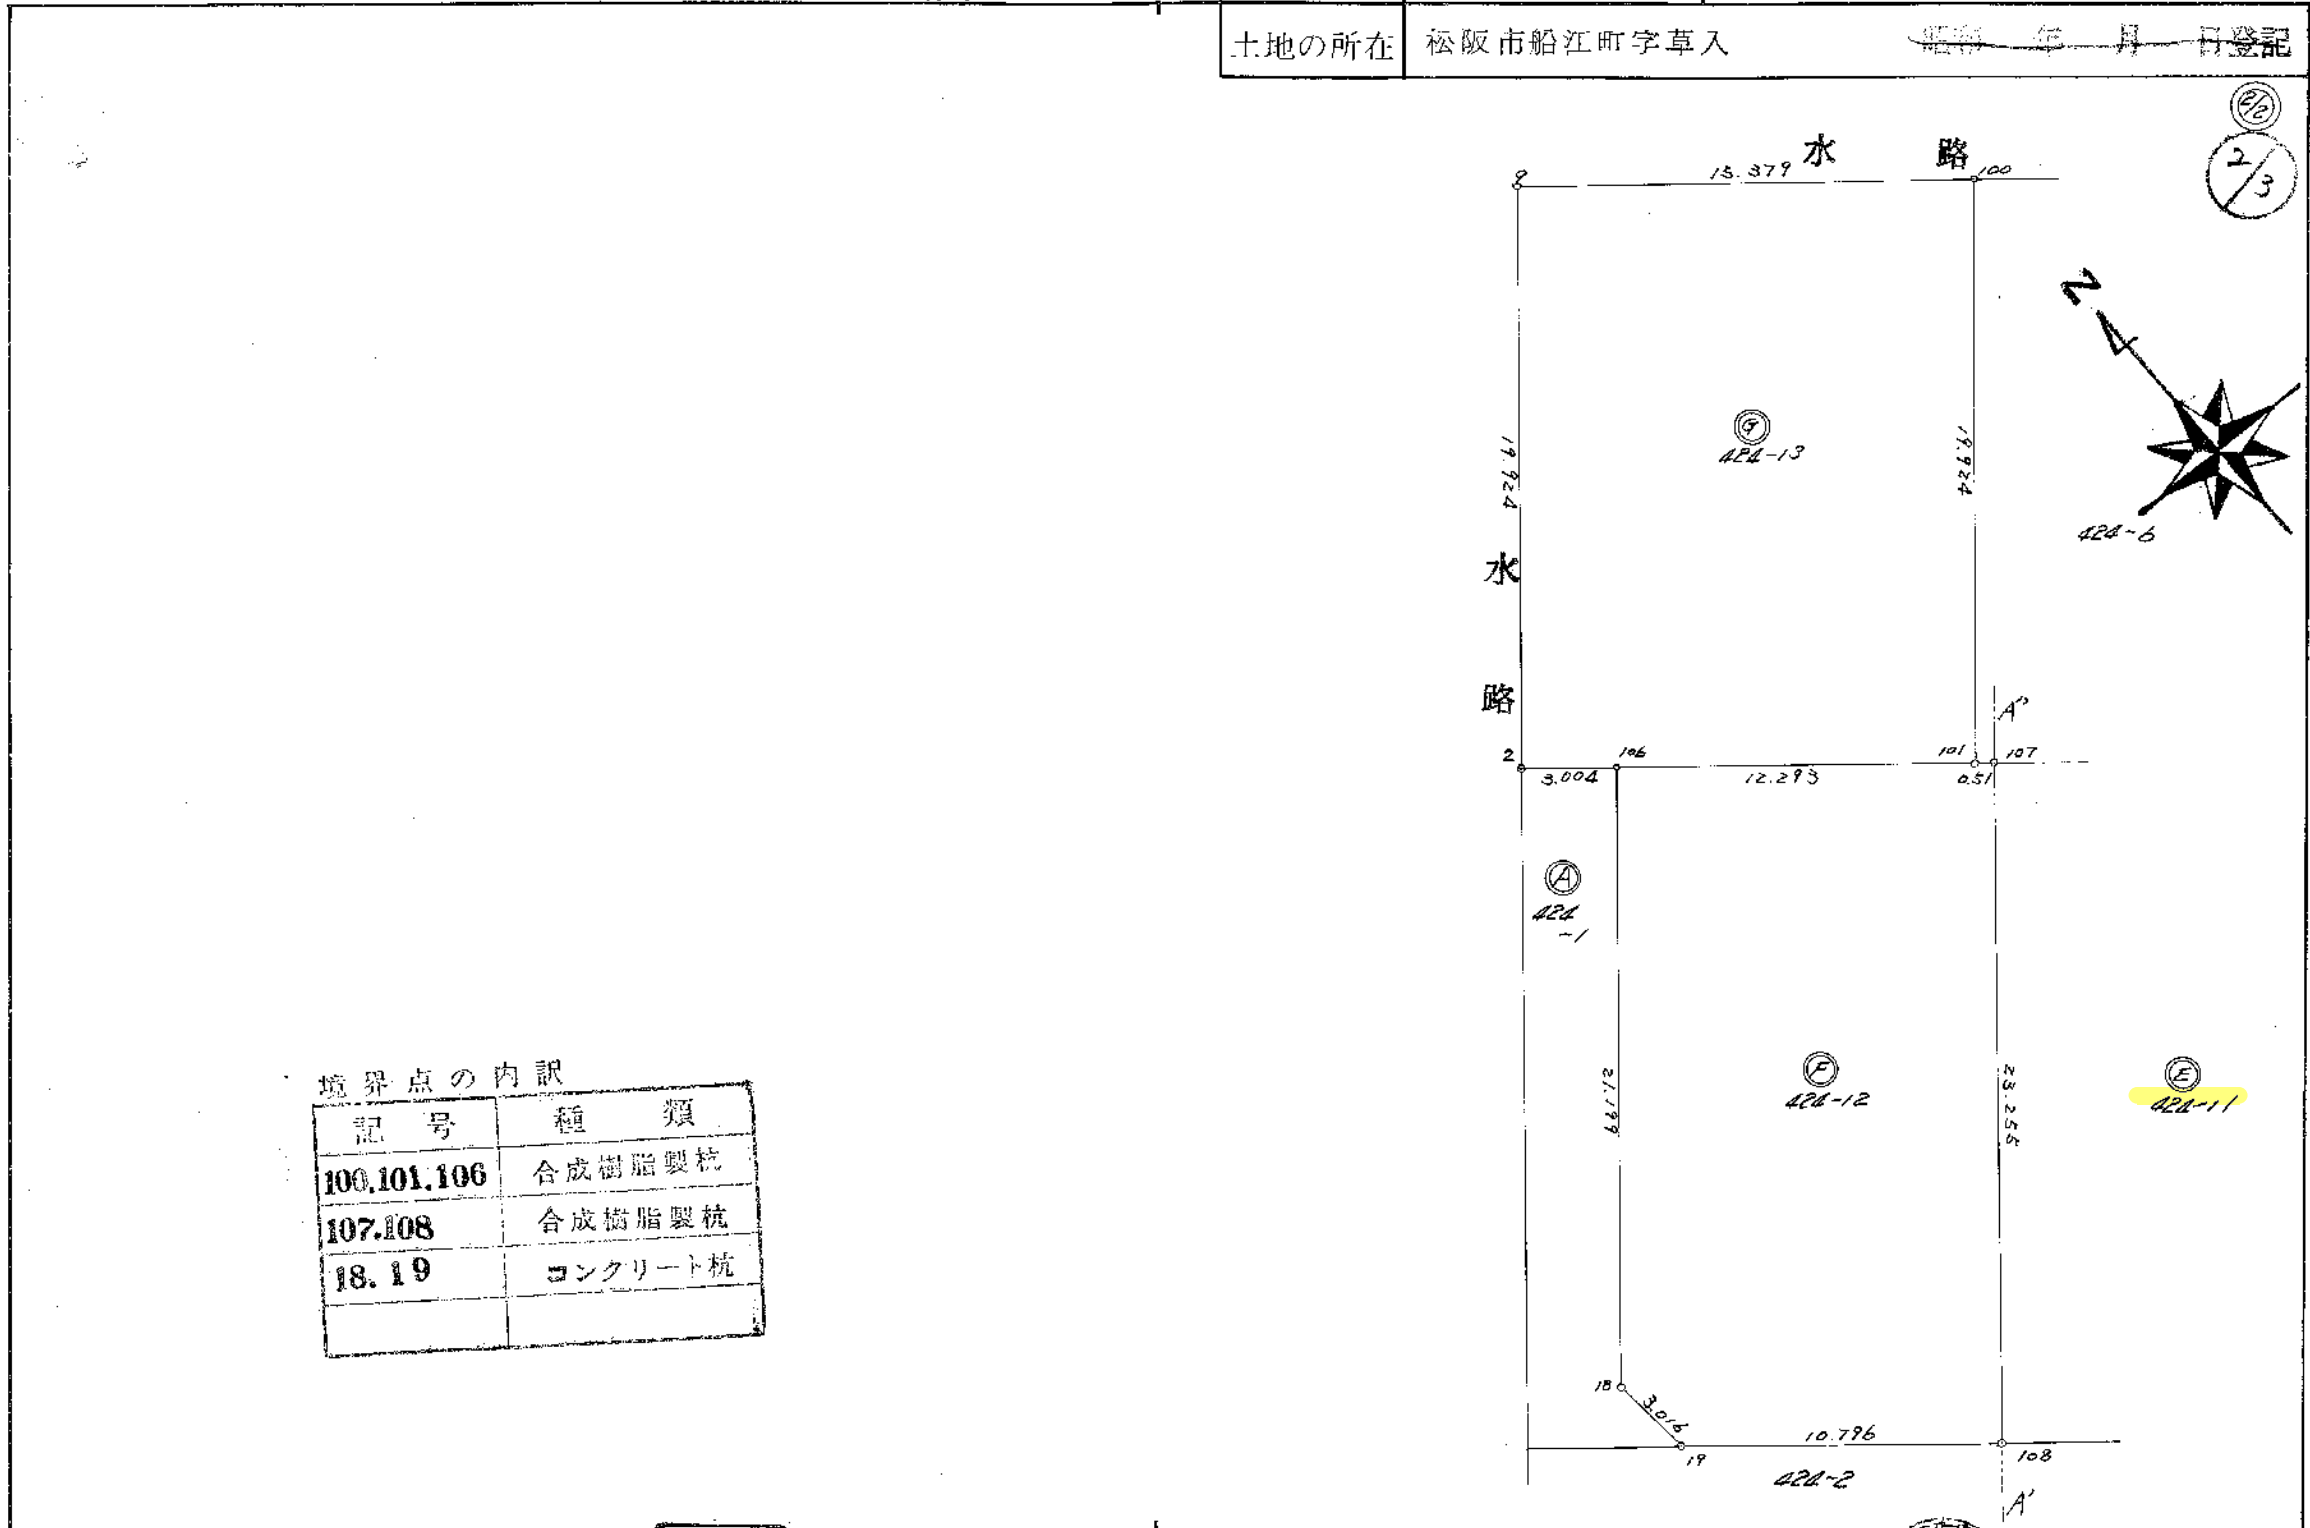 土地の所在 松阪市船江町字草入 昭和 年 月 日登記
2/2
2/3
水 路
9 15.379 100
N
G
424-13
19.924
19.924
424-6
水
路
A'
2 106 101 107
3.004 12.293 0.51
A
424
-1
F
424-12
E
424-11
21.199
23.255
18
3.016
10.796
19
108
424-2
A'
境界点の内訳
記 号 種 類
100.101.106 合成樹脂製杭
107.108 合成樹脂製杭
18.19 コンクリート杭